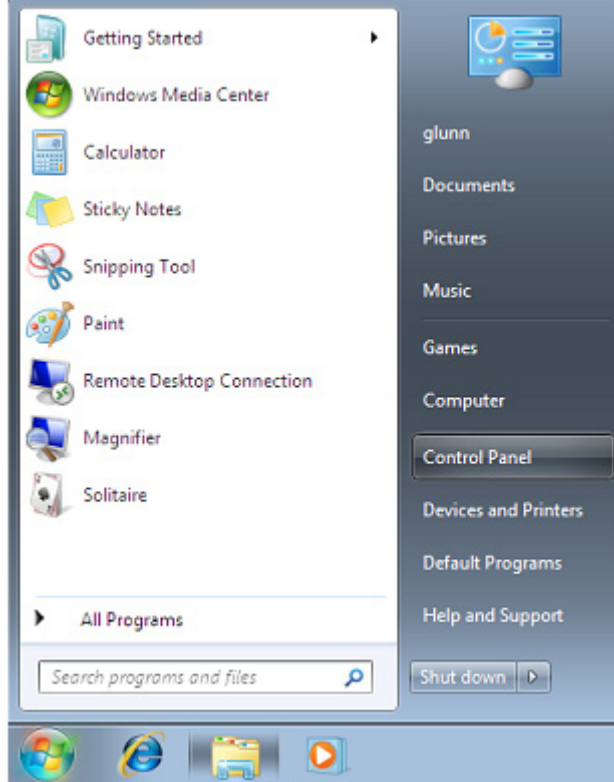 Getting Started
Windows Media Center
Calculator
Sticky Notes
Snipping Tool
Paint
Remote Desktop Connection
Magnifier
Solitaire
All Programs
Search programs and files
glunn
Documents
Pictures
Music
Games
Computer
Control Panel
Devices and Printers
Default Programs
Help and Support
Shut down